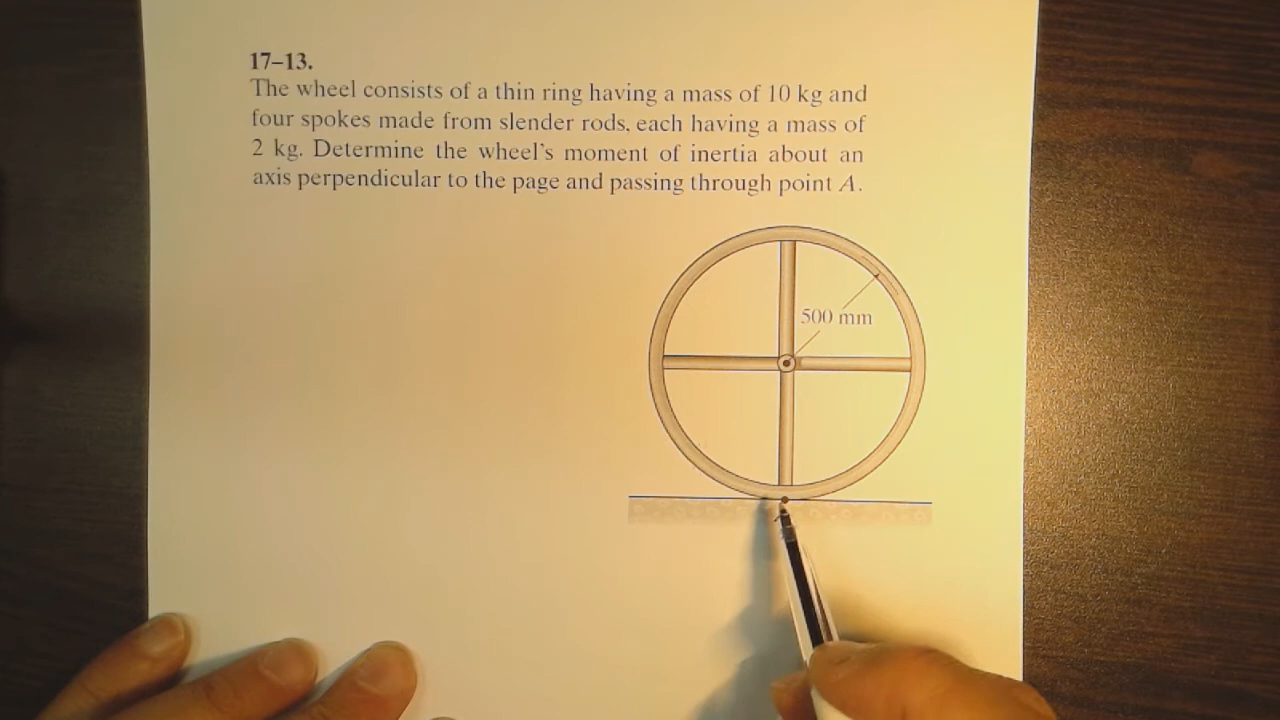 17–13.
The wheel consists of a thin ring having a mass of 10 kg and
four spokes made from slender rods, each having a mass of
2 kg. Determine the wheel's moment of inertia about an
axis perpendicular to the page and passing through point A.
500 mm